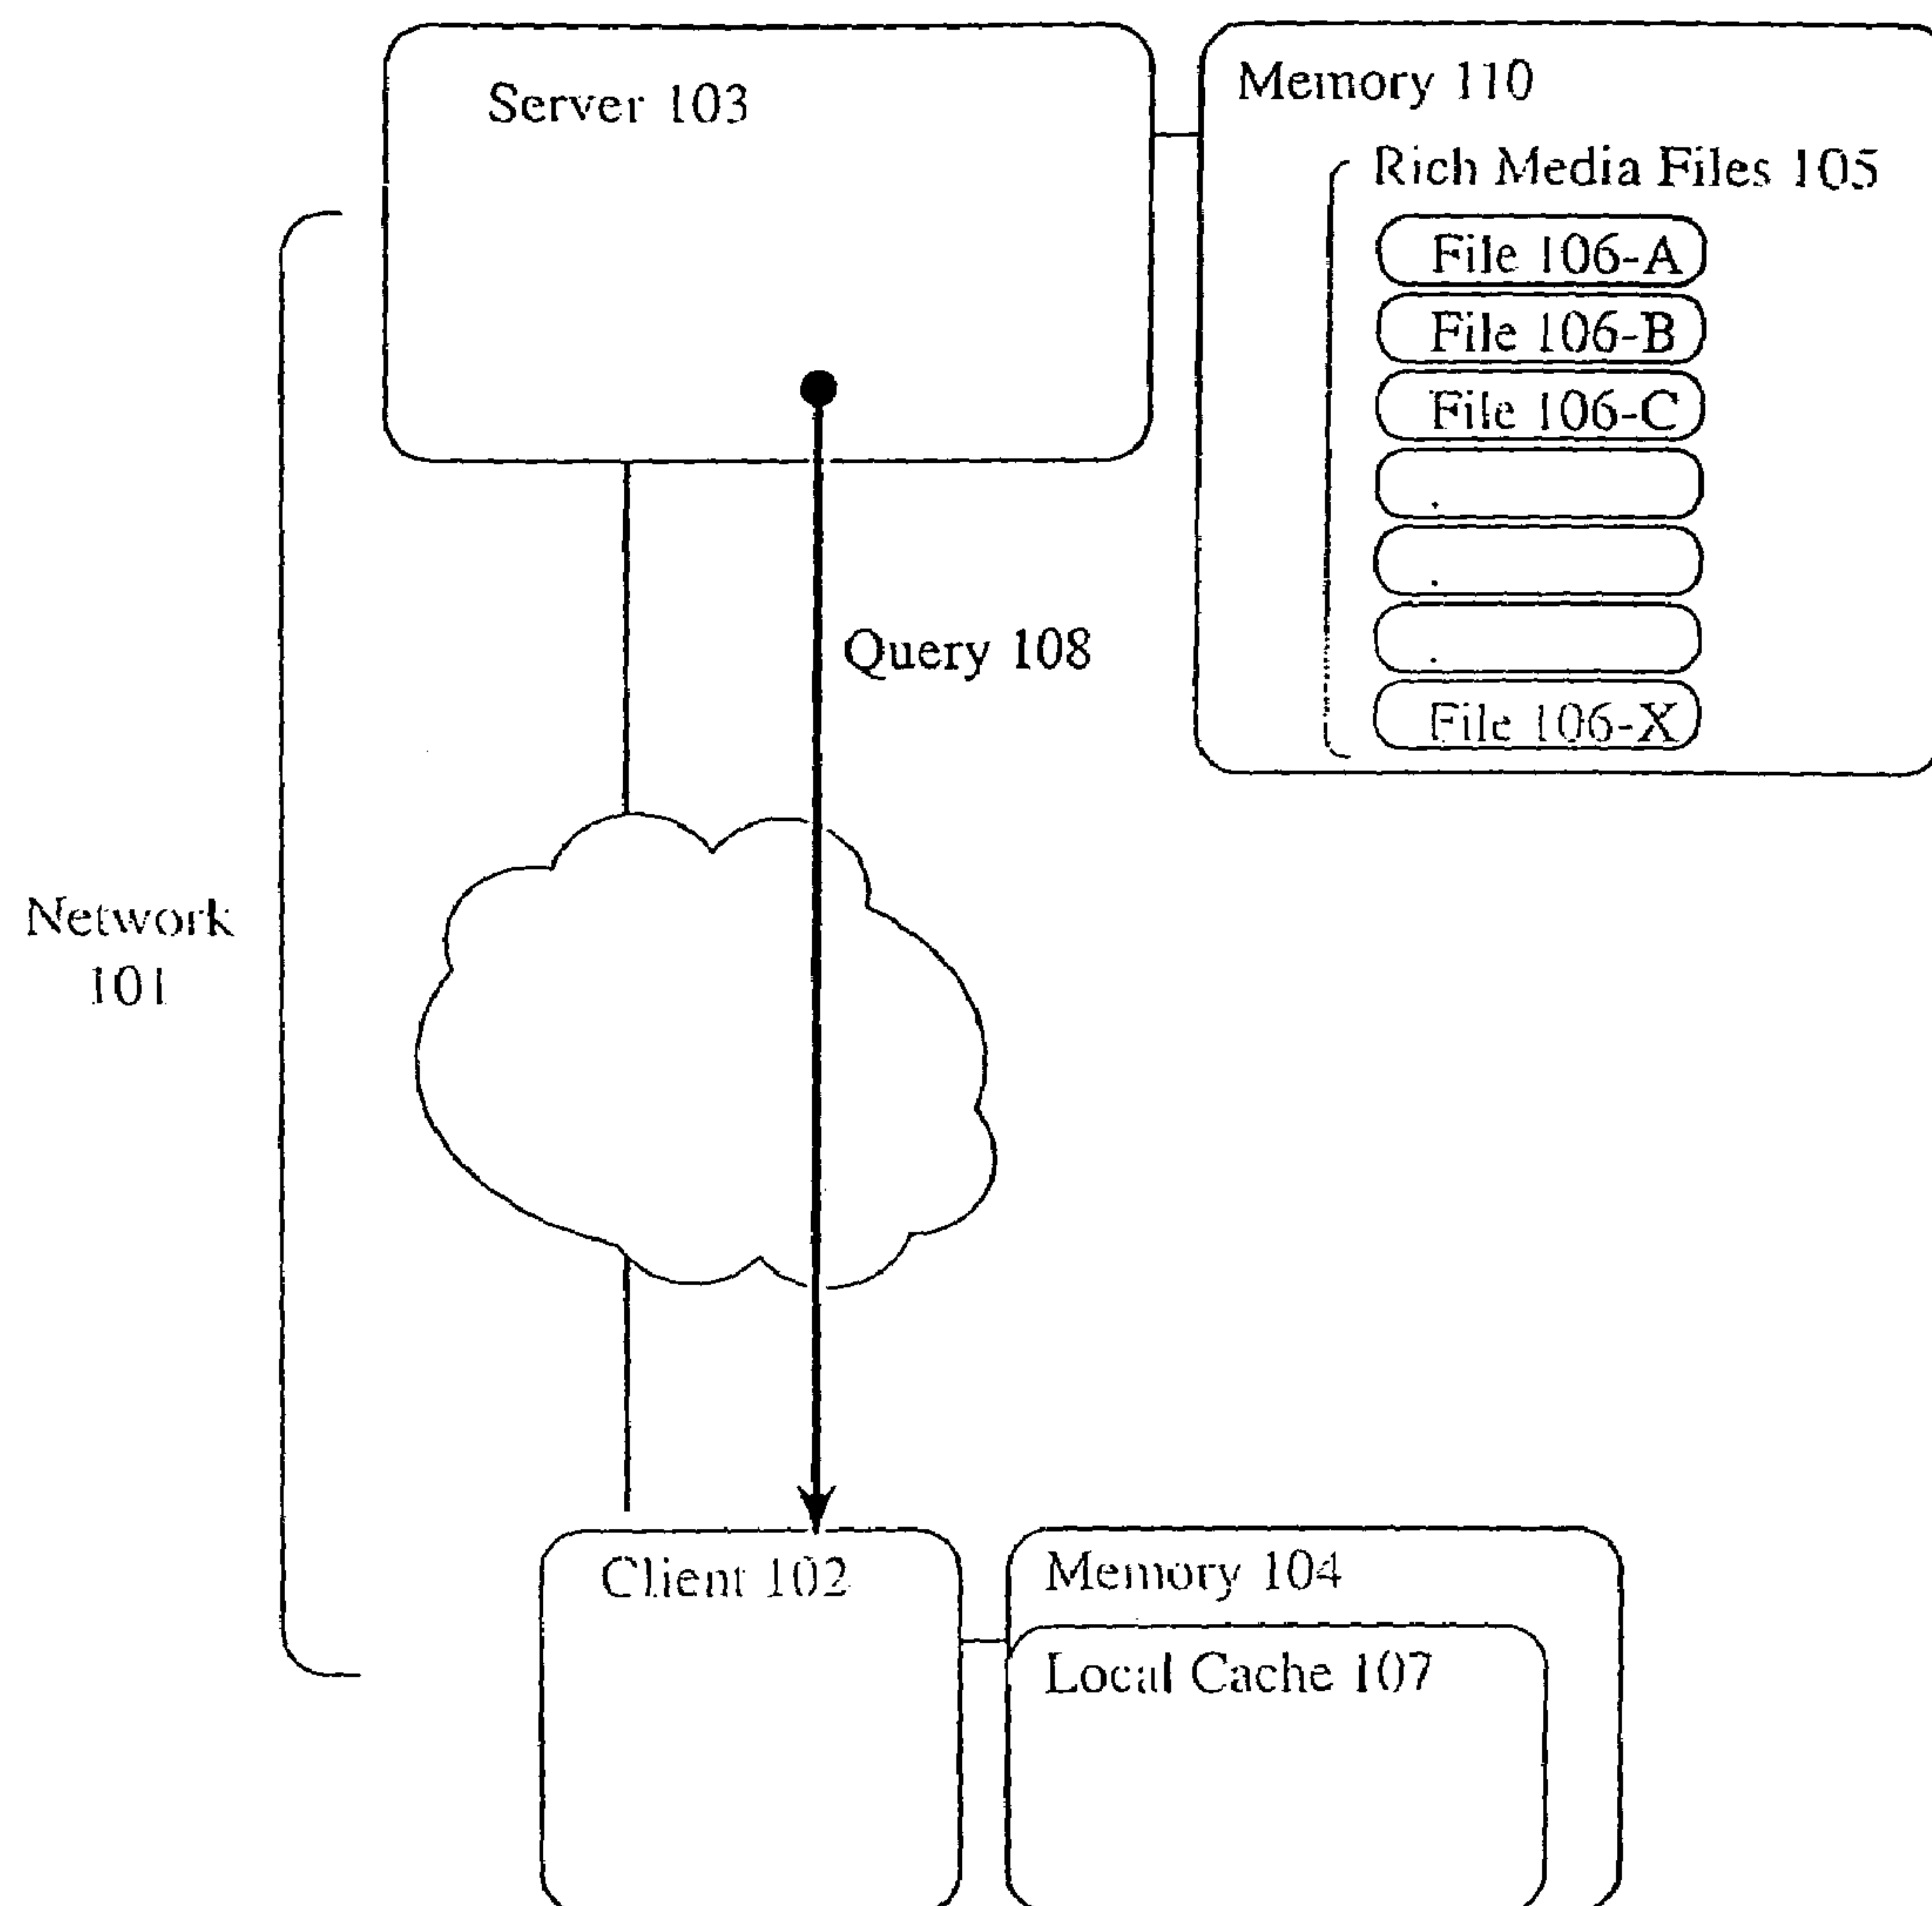 Server 103
Memory 110
Rich Media Files 105
File 106-A
File 106-B
File 106-C
.
.
.
File 106-X
Query 108
Network
101
Client 102
Memory 104
Local Cache 107